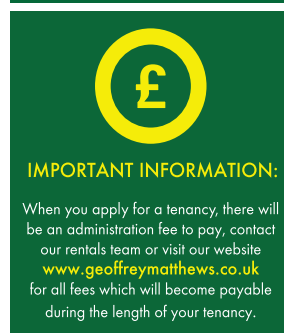 £
IMPORTANT INFORMATION:
When you apply for a tenancy, there will
be an administration fee to pay, contact
our rentals team or visit our website
www.geoffreymatthews.co.uk
for all fees which will become payable
during the length of your tenancy.